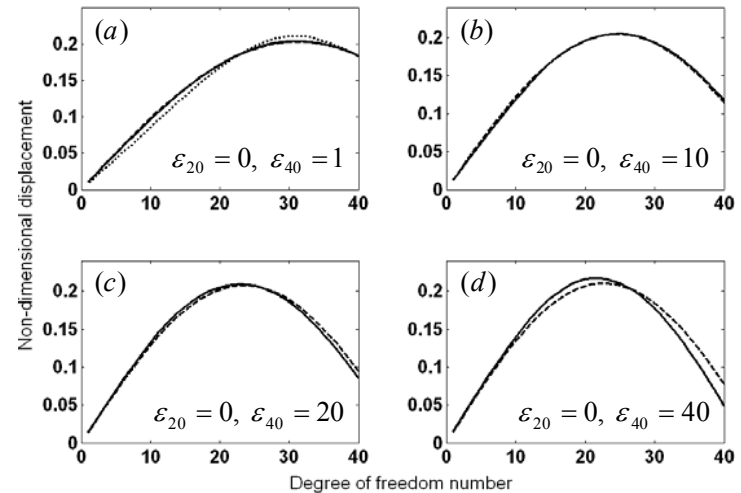 Non-dimensional displacement
(a)
0.2
0.15
0.1
0.05
0
ε₂₀ = 0, ε₄₀ = 1
0 10 20 30 40
(b)
0.2
0.15
0.1
0.05
0
ε₂₀ = 0, ε₄₀ = 10
0 10 20 30 40
(c)
0.2
0.15
0.1
0.05
0
ε₂₀ = 0, ε₄₀ = 20
0 10 20 30 40
(d)
0.2
0.15
0.1
0.05
0
ε₂₀ = 0, ε₄₀ = 40
0 10 20 30 40
Degree of freedom number